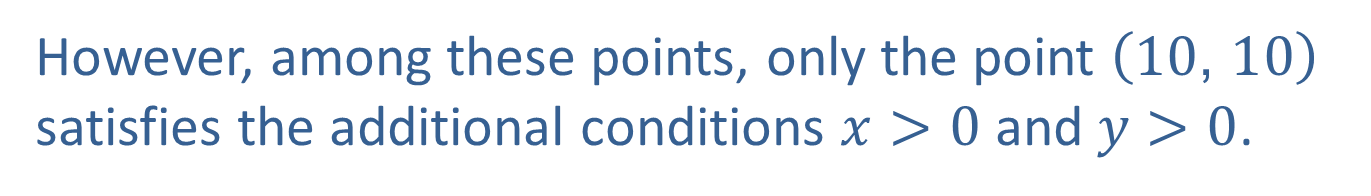 However, among these points, only the point (10, 10)
satisfies the additional conditions x > 0 and y > 0.